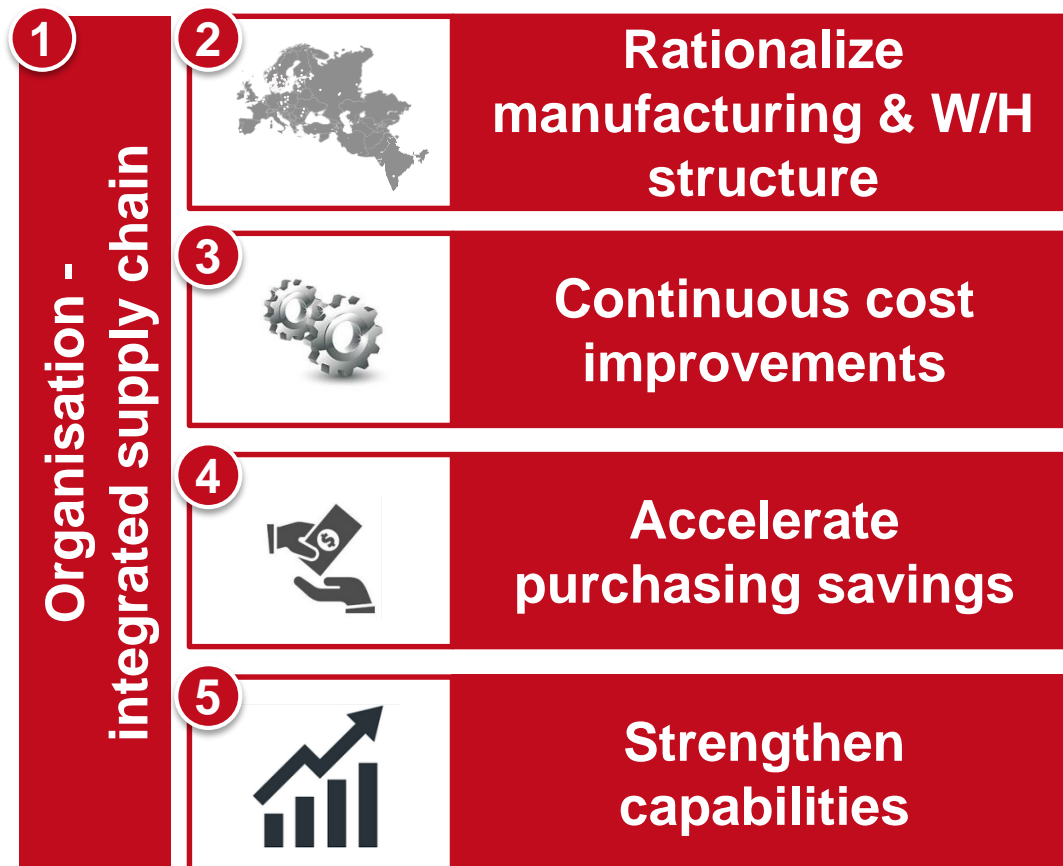 1
Organisation -
integrated supply chain
2
Rationalize
manufacturing & W/H
structure
3
Continuous cost
improvements
4
$
Accelerate
purchasing savings
5
Strengthen
capabilities